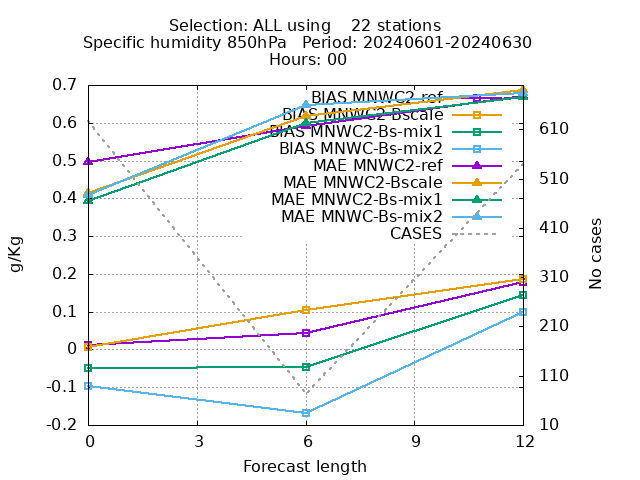 Selection: ALL using    22 stations
Specific humidity 850hPa   Period: 20240601-20240630
Hours: 00
BIAS MNWC2-ref
BIAS MNWC2-Bscale
BIAS MNWC2-Bs-mix1
BIAS MNWC-Bs-mix2
MAE MNWC2-ref
MAE MNWC2-Bscale
MAE MNWC2-Bs-mix1
MAE MNWC-Bs-mix2
CASES
0.7
0.6
0.5
0.4
0.3
0.2
0.1
0
-0.1
-0.2
g/Kg
610
510
410
310
210
110
10
No cases
0 3 6 9 12
Forecast length